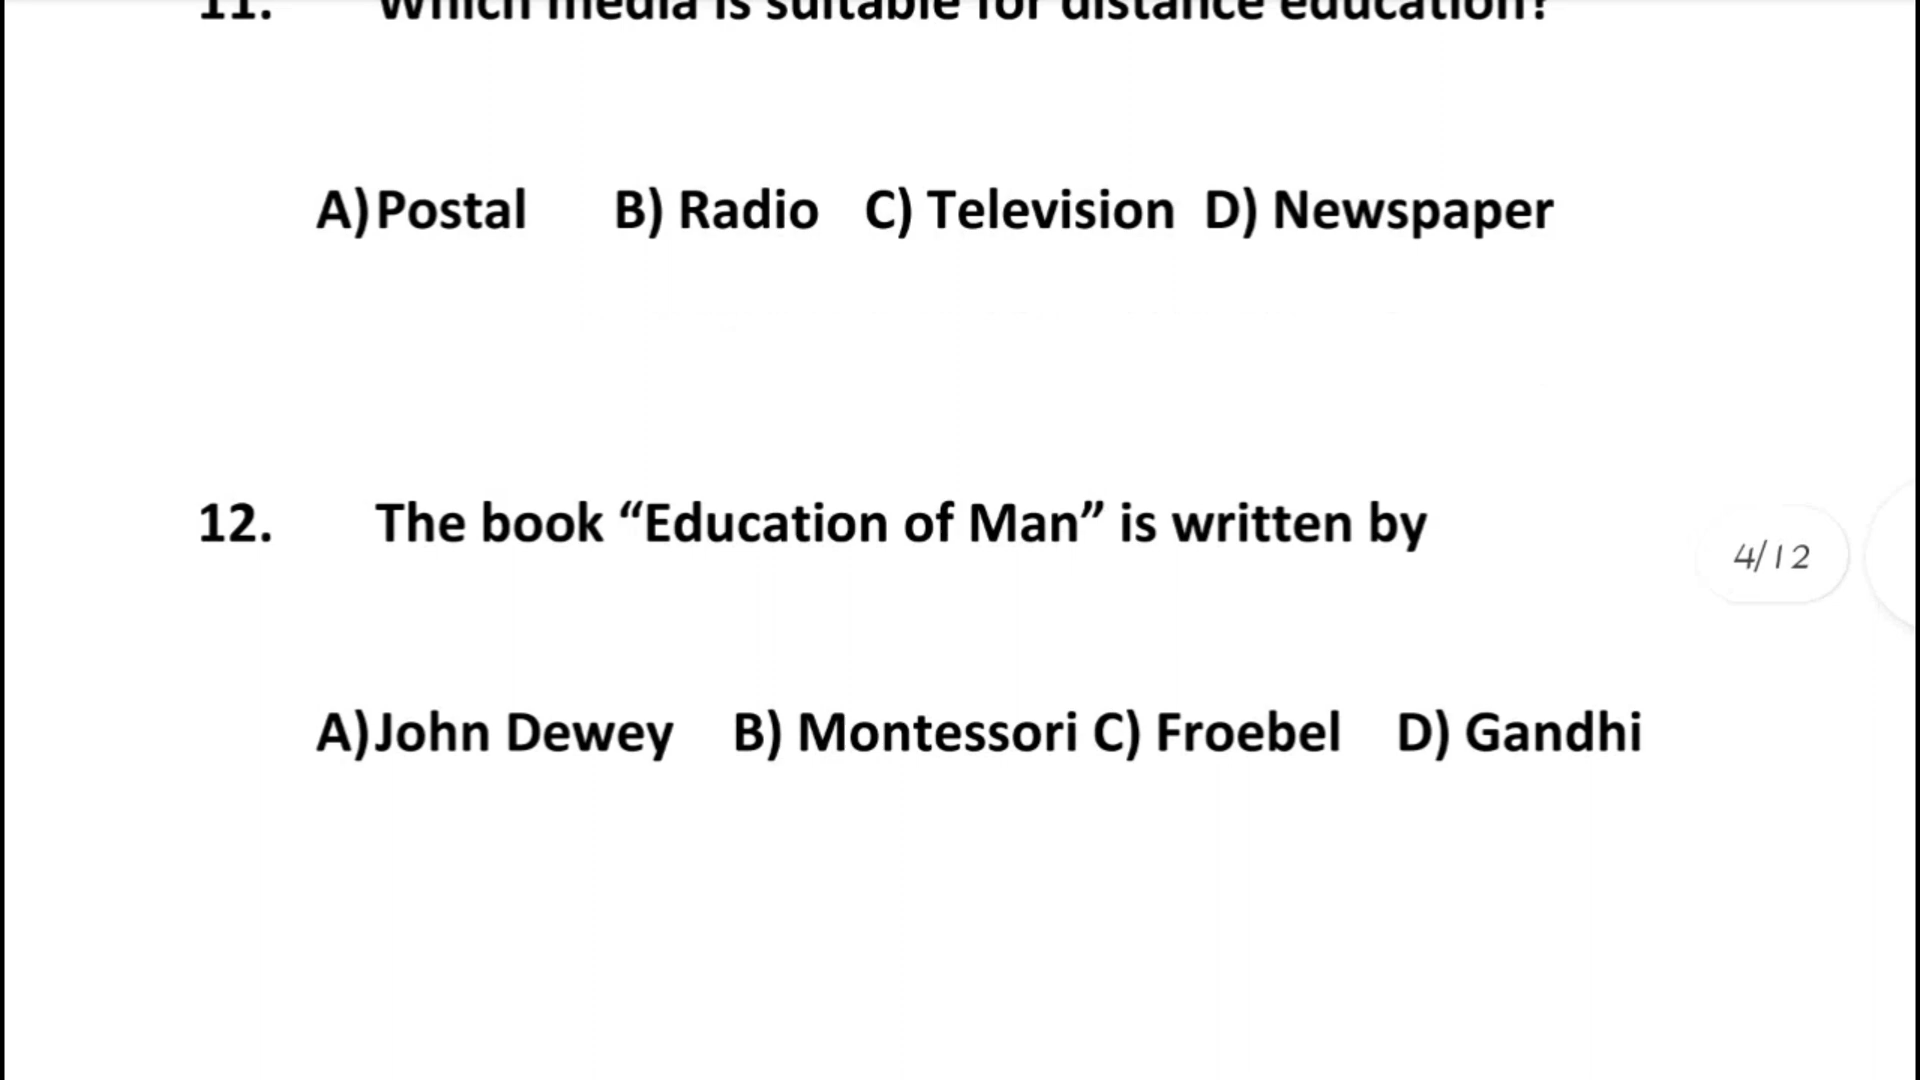 11. Which media is suitable for distance education?
A)Postal B) Radio C) Television D) Newspaper
12. The book “Education of Man” is written by
4/12
A)John Dewey B) Montessori C) Froebel D) Gandhi